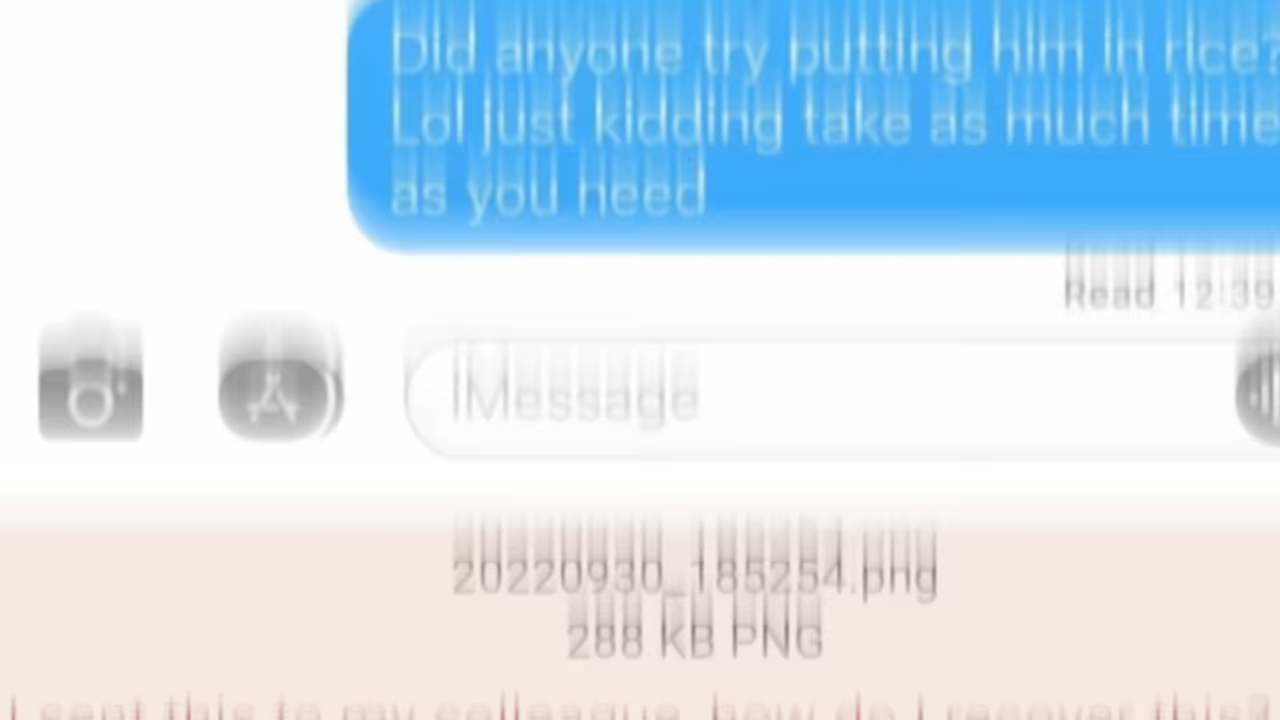 Did anyone try putting him in rice?
Lol just kidding take as much time
as you need
Read 12:39
iMessage
20220930_185254.png
288 KB PNG
I sent this to my colleague, how do I recover this?